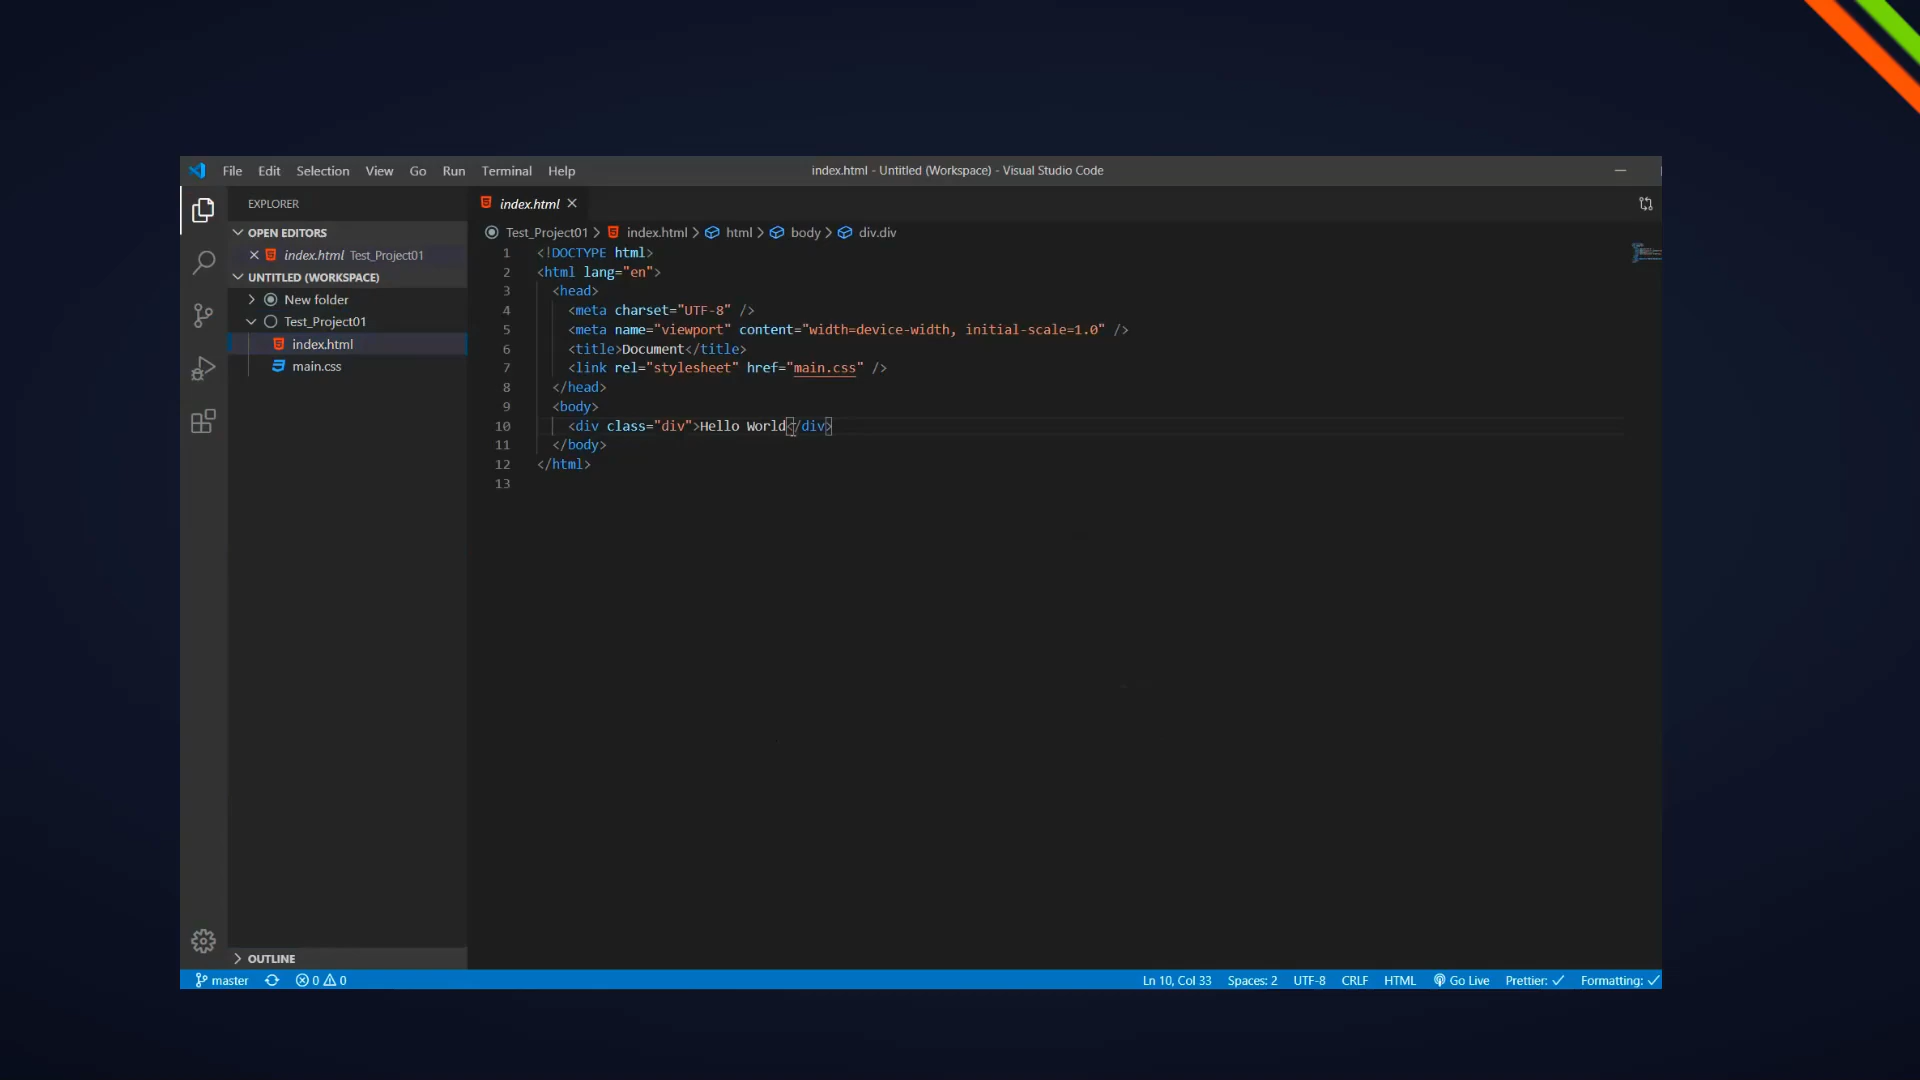 File Edit Selection View Go Run Terminal Help index.html - Untitled (Workspace) - Visual Studio Code
EXPLORER
OPEN EDITORS
index.html Test_Project01
UNTITLED (WORKSPACE)
New folder
Test_Project01
index.html
main.css
OUTLINE
index.html
Test_Project01 > index.html > html > body > div.div
1 <!DOCTYPE html>
2 <html lang="en">
3 <head>
4 <meta charset="UTF-8" />
5 <meta name="viewport" content="width=device-width, initial-scale=1.0" />
6 <title>Document</title>
7 <link rel="stylesheet" href="main.css" />
8 </head>
9 <body>
10 <div class="div">Hello World</div>
11 </body>
12 </html>
13
master 0 0 Ln 10, Col 33 Spaces: 2 UTF-8 CRLF HTML Go Live Prettier: ✓ Formatting: ✓